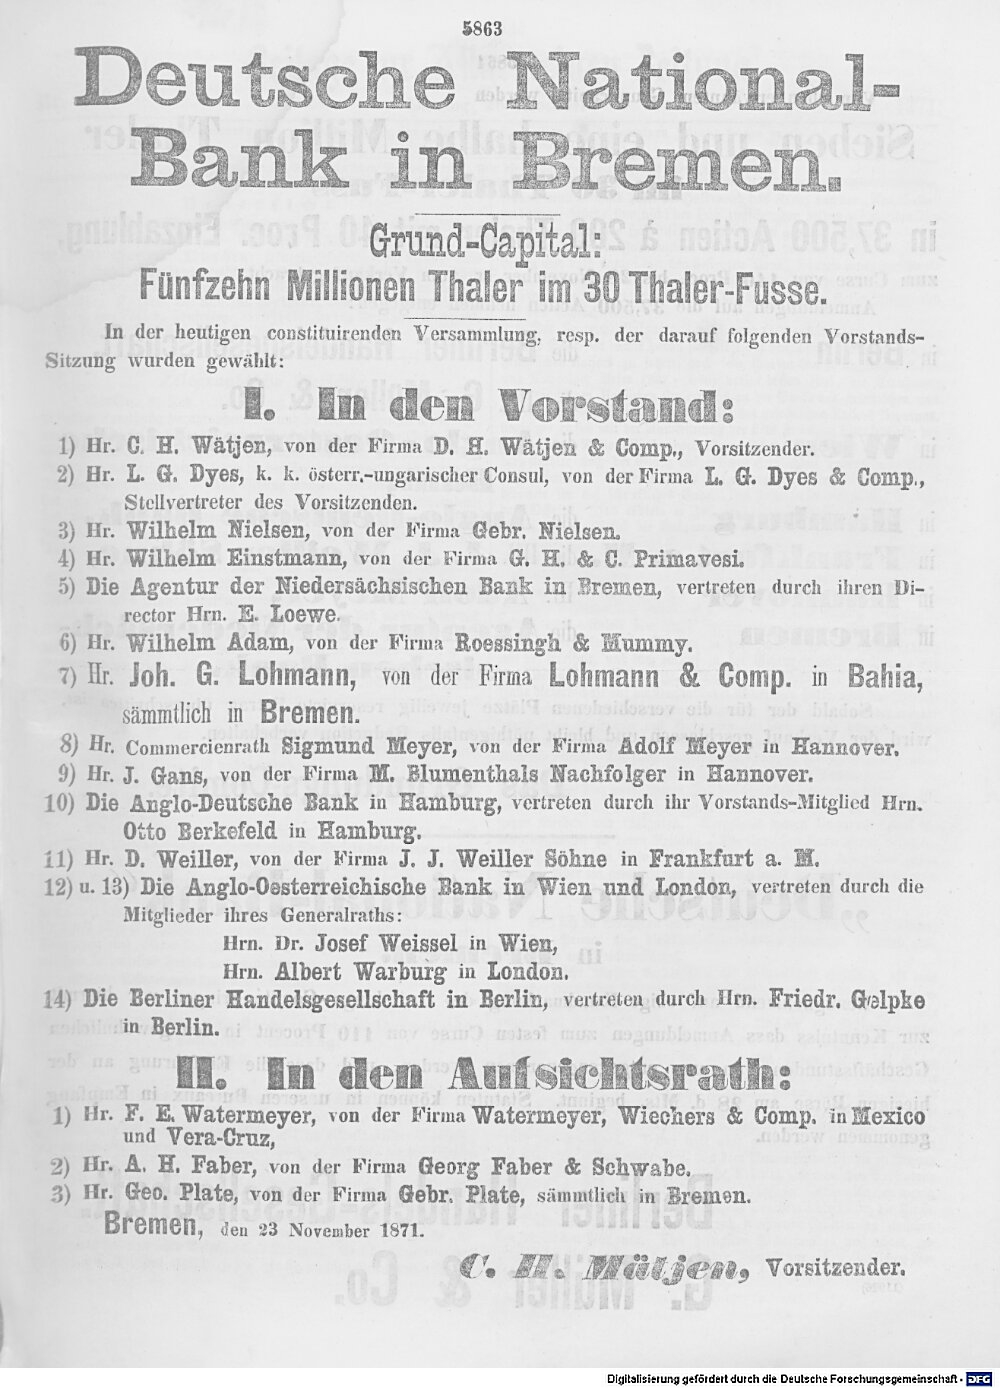 5863
Deutsche National-
Bank in Bremen.
Grund-Capital:
Fünfzehn Millionen Thaler im 30 Thaler-Fusse.
In der heutigen constituirenden Versammlung, resp. der darauf folgenden Vorstands-
Sitzung wurden gewählt:
I. In den Vorstand:
1) Hr. C. H. Wätjen, von der Firma D. H. Wätjen & Comp., Vorsitzender.
2) Hr. L. G. Dyes, k. k. österr.-ungarischer Consul, von der Firma L. G. Dyes & Comp.,
Stellvertreter des Vorsitzenden.
3) Hr. Wilhelm Nielsen, von der Firma Gebr. Nielsen.
4) Hr. Wilhelm Einstmann, von der Firma G. H. & C. Primavesi.
5) Die Agentur der Niedersächsischen Bank in Bremen, vertreten durch ihren Di-
rector Hrn. E. Loewe.
6) Hr. Wilhelm Adam, von der Firma Roessingh & Mummy.
7) Hr. Joh. G. Lohmann, von der Firma Lohmann & Comp. in Bahia,
sämmtlich in Bremen.
8) Hr. Commercienrath Sigmund Meyer, von der Firma Adolf Meyer in Hannover.
9) Hr. J. Gans, von der Firma M. Blumenthals Nachfolger in Hannover.
10) Die Anglo-Deutsche Bank in Hamburg, vertreten durch ihr Vorstands-Mitglied Hrn.
Otto Berkefeld in Hamburg.
11) Hr. D. Weiller, von der Firma J. J. Weiller Söhne in Frankfurt a. M.
12) u. 13) Die Anglo-Oesterreichische Bank in Wien und London, vertreten durch die
Mitglieder ihres Generalraths:
Hrn. Dr. Josef Weissel in Wien,
Hrn. Albert Warburg in London.
14) Die Berliner Handelsgesellschaft in Berlin, vertreten durch Hrn. Friedr. Gelpke
in Berlin.
II. In den Aufsichtsrath:
1) Hr. F. E. Watermeyer, von der Firma Watermeyer, Wiechers & Comp. in Mexico
und Vera-Cruz,
2) Hr. A. H. Faber, von der Firma Georg Faber & Schwabe.
3) Hr. Geo. Plate, von der Firma Gebr. Plate, sämmtlich in Bremen.
Bremen, den 23 November 1871.
C. H. Wätjen, Vorsitzender.
Digitalisierung gefördert durch die Deutsche Forschungsgemeinschaft - DFG